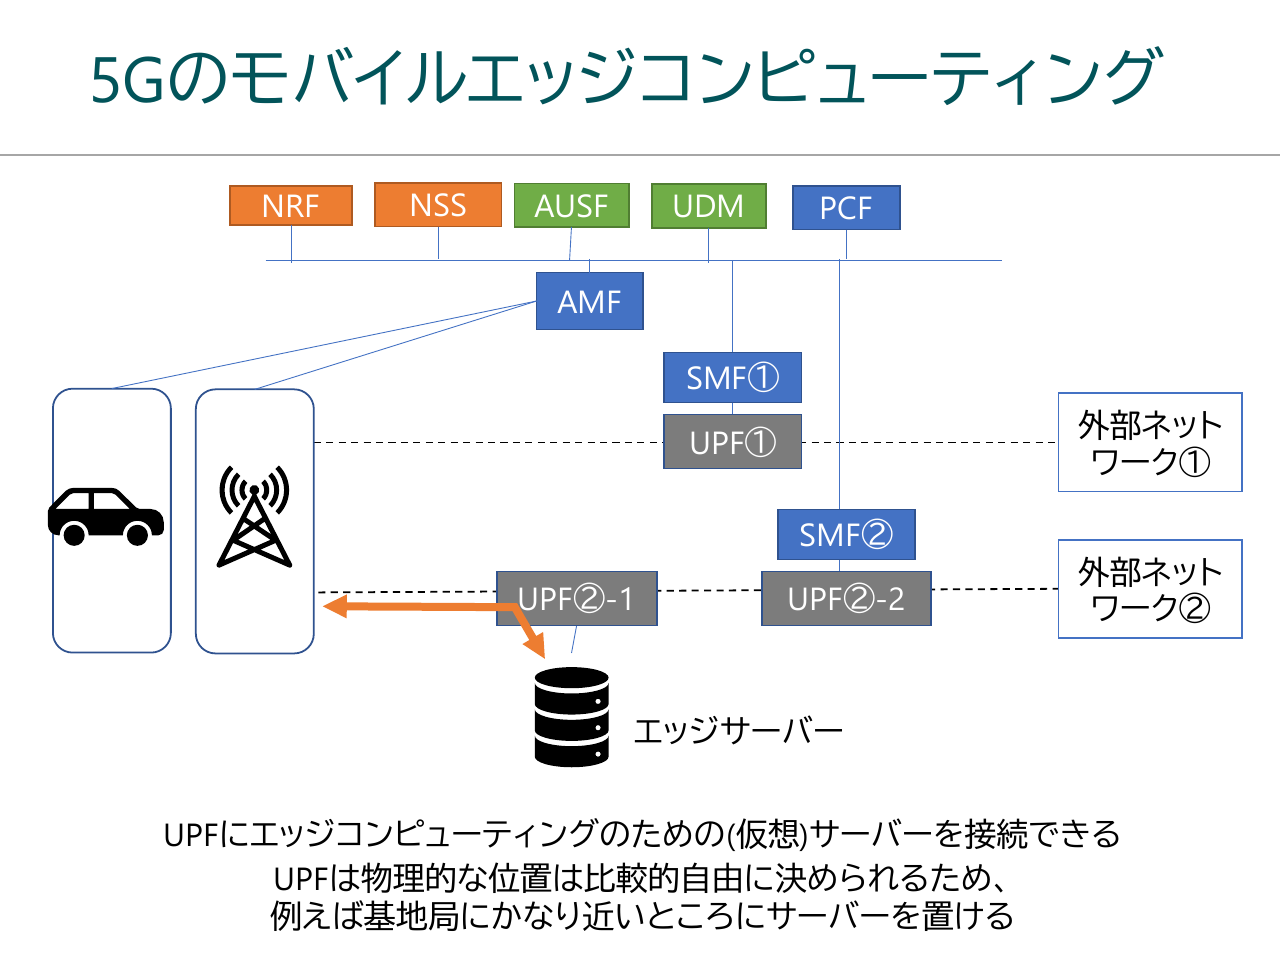 5Gのモバイルエッジコンピューティング
NRF
NSS
AUSF
UDM
PCF
AMF
SMF①
UPF①
外部ネット
ワーク①
SMF②
UPF②-1
UPF②-2
外部ネット
ワーク②
エッジサーバー
UPFにエッジコンピューティングのための(仮想)サーバーを接続できる
UPFは物理的な位置は比較的自由に決められるため、
例えば基地局にかなり近いところにサーバーを置ける